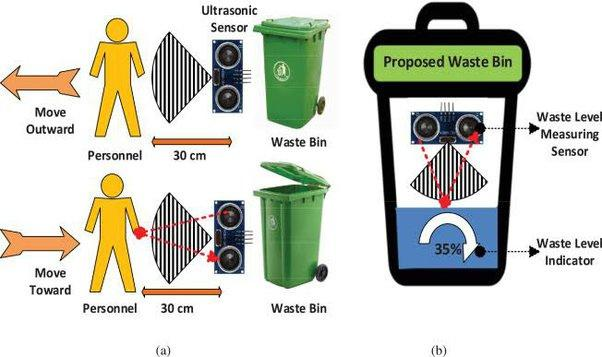 Ultrasonic
Sensor
Move
Outward
Personnel
30 cm
Waste Bin
Move
Toward
Personnel
30 cm
Waste Bin
(a)
Proposed Waste Bin
Waste Level
Measuring
Sensor
35%
Waste Level
Indicator
(b)